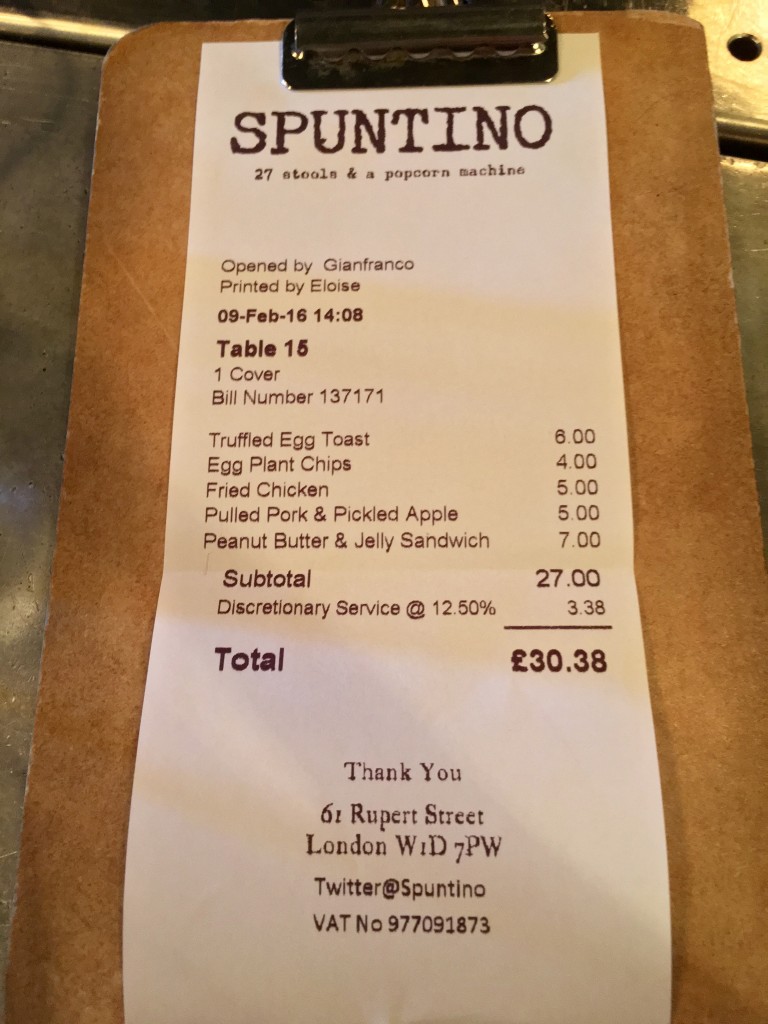 SPUNTINO
27 stools & a popcorn machine
Opened by Gianfranco
Printed by Eloise
09-Feb-16 14:08
Table 15
1 Cover
Bill Number 137171
Truffled Egg Toast 6.00
Egg Plant Chips 4.00
Fried Chicken 5.00
Pulled Pork & Pickled Apple 5.00
Peanut Butter & Jelly Sandwich 7.00
Subtotal 27.00
Discretionary Service @ 12.50% 3.38
Total £30.38
Thank You
61 Rupert Street
London W1D 7PW
Twitter@Spuntino
VAT No 977091873